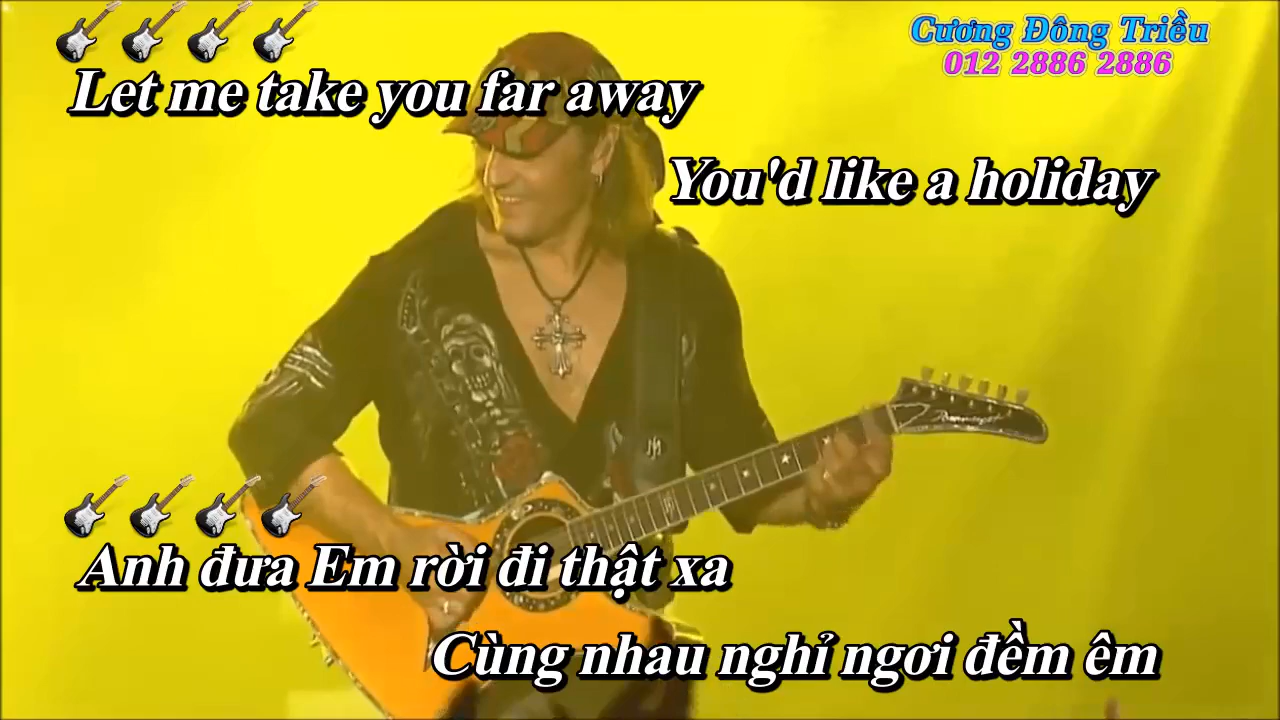 Cương Đông Triều
012 2886 2886
Let me take you far away
You'd like a holiday
Anh đưa Em rời đi thật xa
Cùng nhau nghỉ ngơi đềm êm